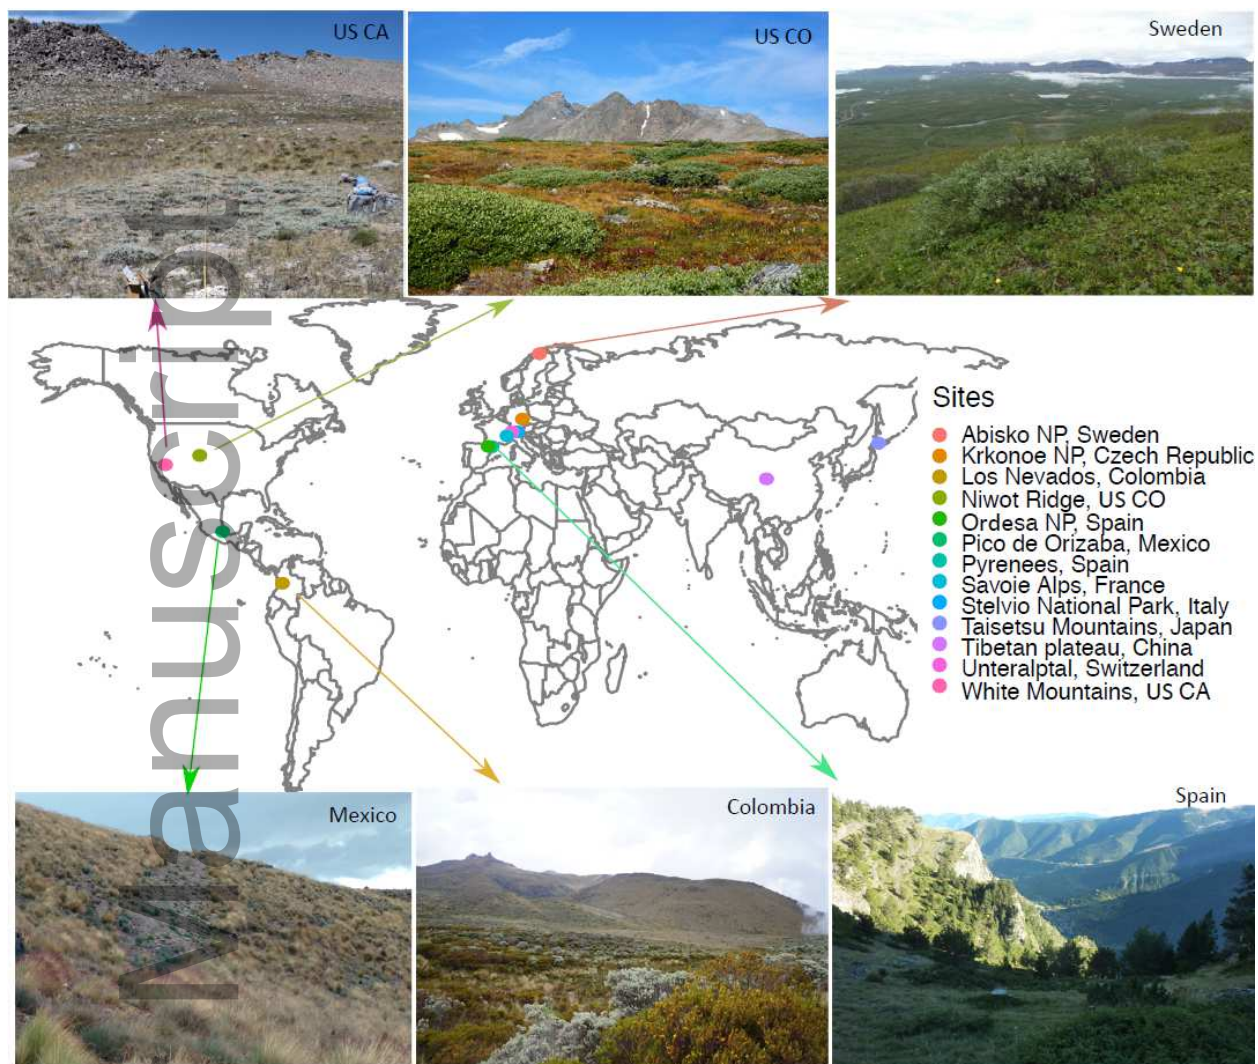 US CA
US CO
Sweden
Sites
Abisko NP, Sweden
Krkonoe NP, Czech Republic
Los Nevados, Colombia
Niwot Ridge, US CO
Ordesa NP, Spain
Pico de Orizaba, Mexico
Pyrenees, Spain
Savoie Alps, France
Stelvio National Park, Italy
Taisetsu Mountains, Japan
Tibetan plateau, China
Unteralptal, Switzerland
White Mountains, US CA
Mexico
Colombia
Spain
Manuscript